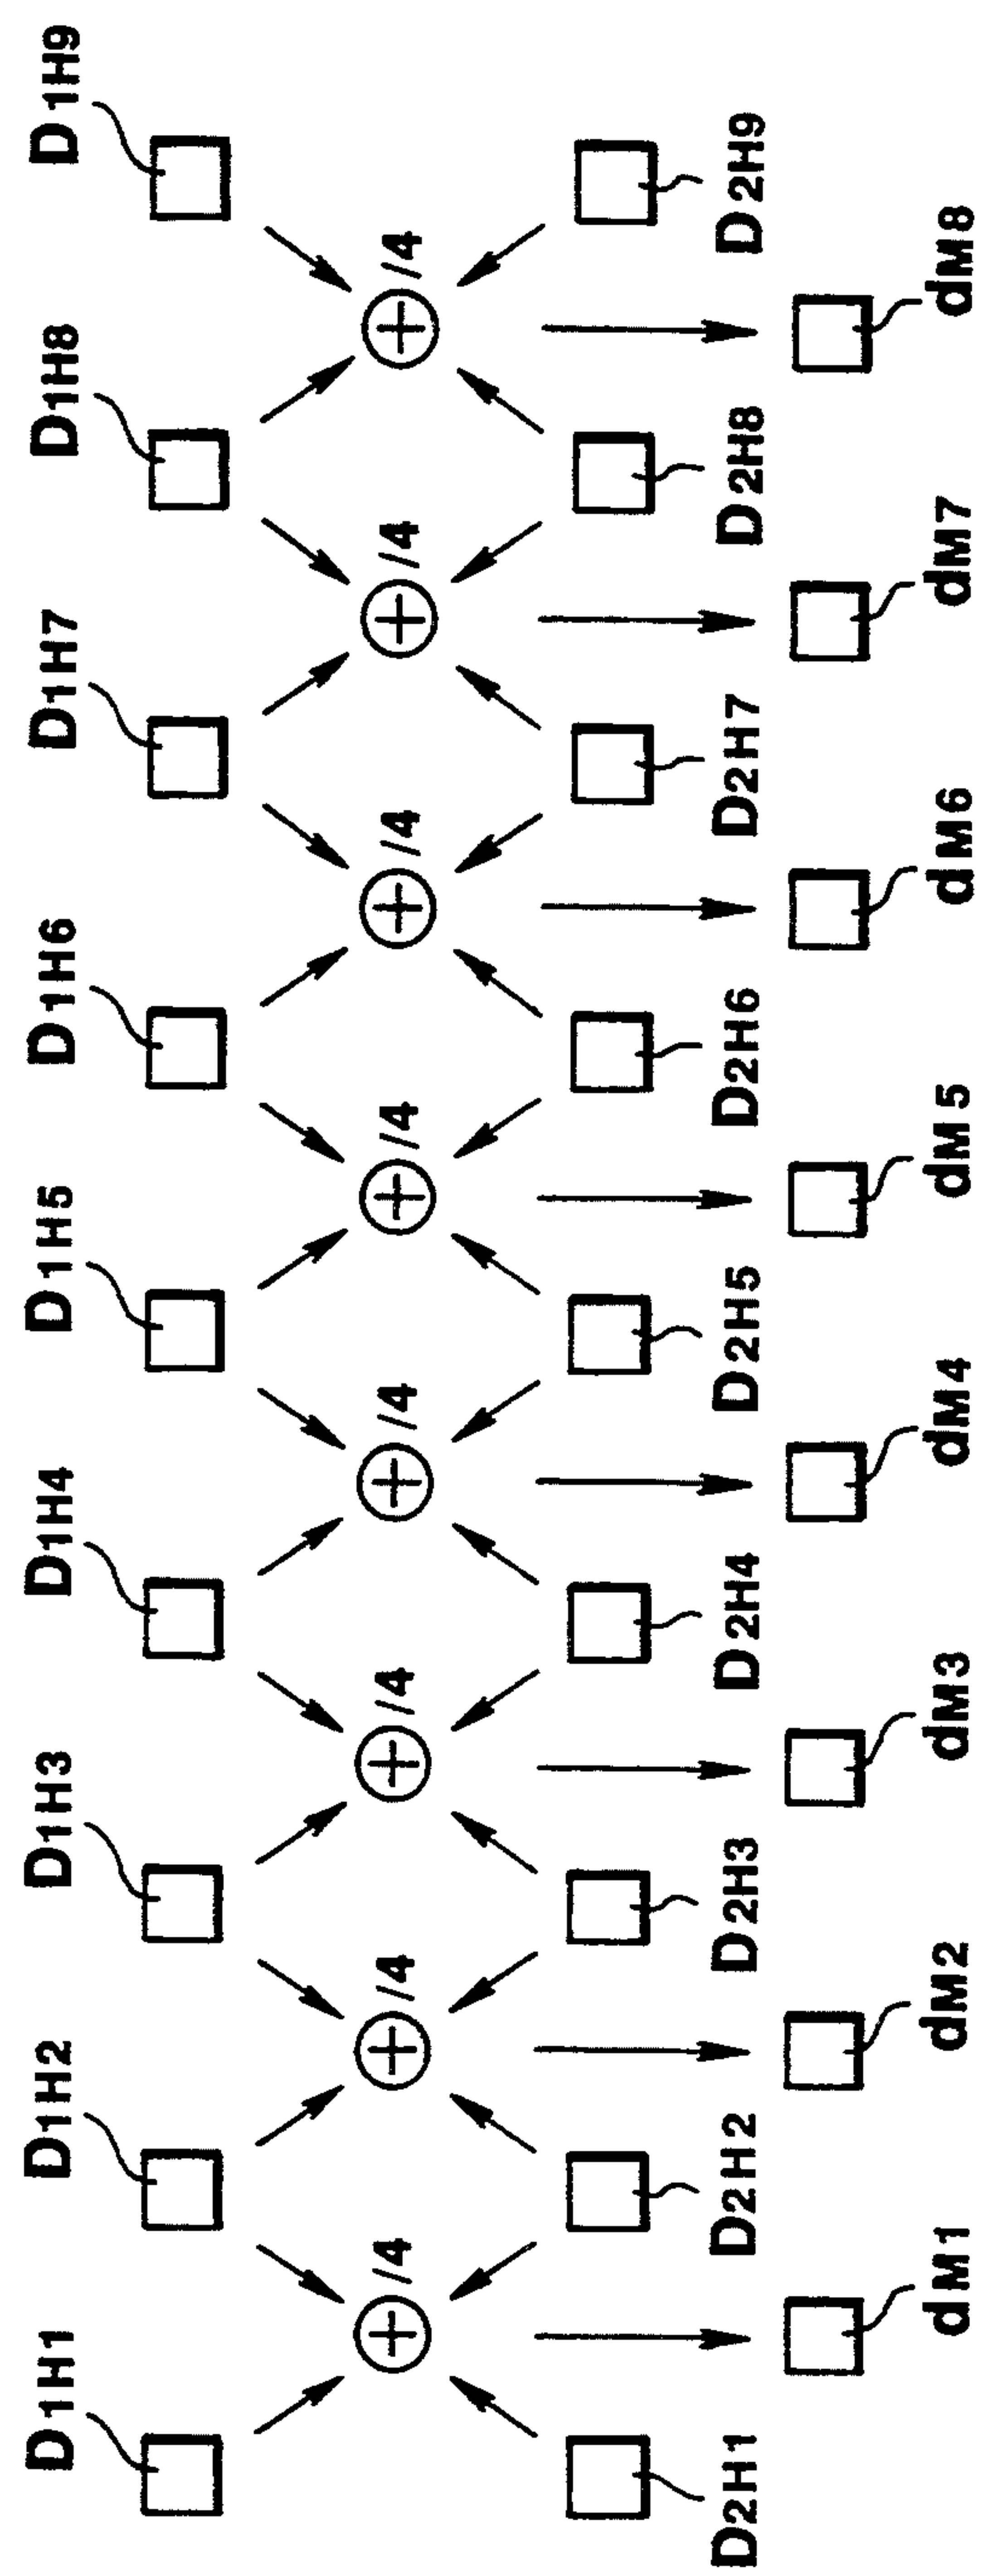 D1H1 D1H2 D1H3 D1H4 D1H5 D1H6 D1H7 D1H8 D1H9
/4 /4 /4 /4 /4 /4 /4 /4
D2H1 D2H2 D2H3 D2H4 D2H5 D2H6 D2H7 D2H8 D2H9
dM1 dM2 dM3 dM4 dM5 dM6 dM7 dM8